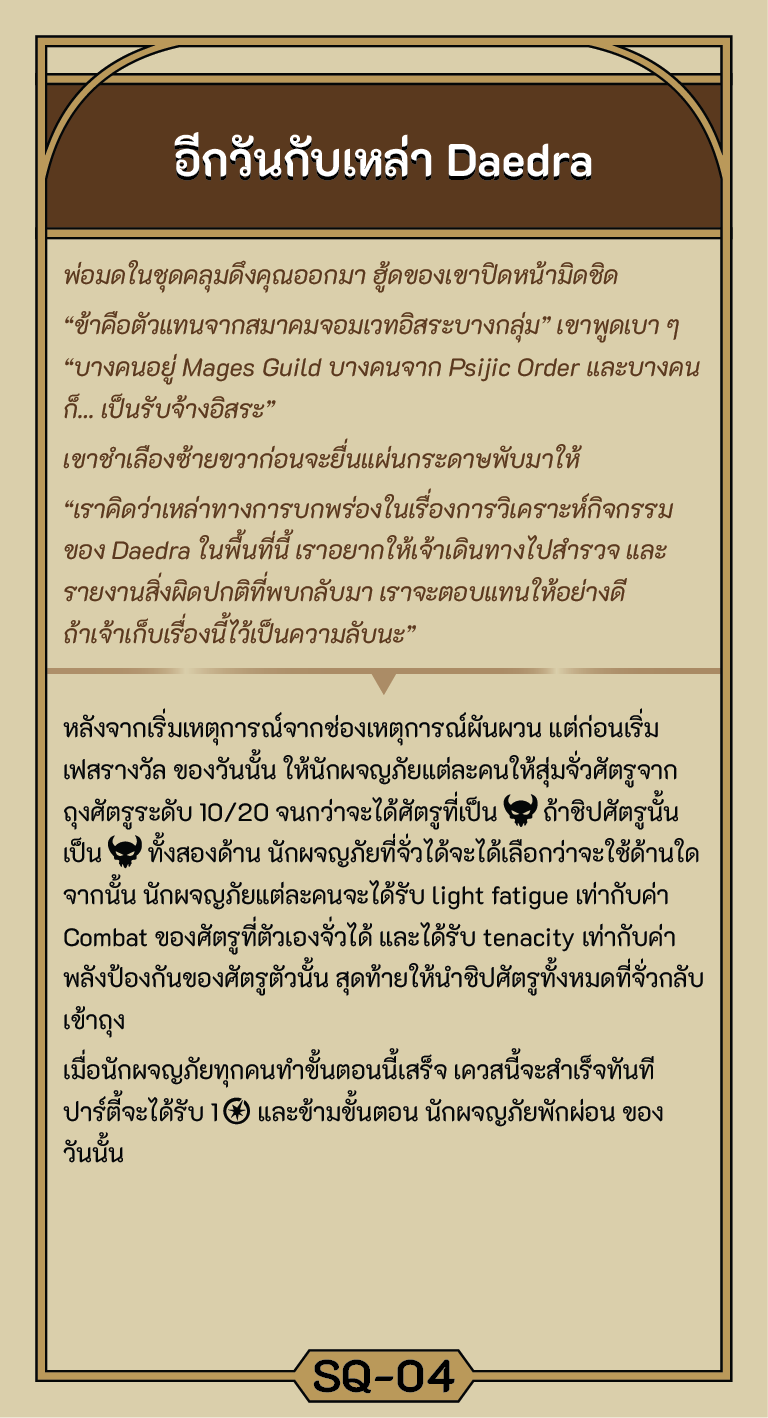 อีกวันกับเหล่า Daedra
พ่อมดในชุดคลุมดึงคุณออกมา ฮู้ดของเขาปิดหน้ามิดชิด
“ข้าคือตัวแทนจากสมาคมจอมเวทอิสระบางกลุ่ม” เขาพูดเบา ๆ
“บางคนอยู่ Mages Guild บางคนจาก Psijic Order และบางคน
ก็... เป็นรับจ้างอิสระ”
เขาชำเลืองซ้ายขวาก่อนจะยื่นแผ่นกระดาษพับมาให้
“เราคิดว่าเหล่าทางการบกพร่องในเรื่องการวิเคราะห์กิจกรรม
ของ Daedra ในพื้นที่นี้ เราอยากให้เจ้าเดินทางไปสำรวจ และ
รายงานสิ่งผิดปกติที่พบกลับมา เราจะตอบแทนให้อย่างดี
ถ้าเจ้าเก็บเรื่องนี้ไว้เป็นความลับนะ”
หลังจากเริ่มเหตุการณ์จากช่องเหตุการณ์ผันผวน แต่ก่อนเริ่ม
เฟสรางวัล ของวันนั้น ให้นักผจญภัยแต่ละคนให้สุ่มจั่วศัตรูจาก
ถุงศัตรูระดับ 10/20 จนกว่าจะได้ศัตรูที่เป็น ถ้าชิปศัตรูนั้น
เป็น ทั้งสองด้าน นักผจญภัยที่จั่วได้จะได้เลือกว่าจะใช้ด้านใด
จากนั้น นักผจญภัยแต่ละคนจะได้รับ light fatigue เท่ากับค่า
Combat ของศัตรูที่ตัวเองจั่วได้ และได้รับ tenacity เท่ากับค่า
พลังป้องกันของศัตรูตัวนั้น สุดท้ายให้นำชิปศัตรูทั้งหมดที่จั่วกลับ
เข้าถุง
เมื่อนักผจญภัยทุกคนทำขั้นตอนนี้เสร็จ เควสนี้จะสำเร็จทันที
ปาร์ตี้จะได้รับ 1 และข้ามขั้นตอน นักผจญภัยพักผ่อน ของ
วันนั้น
SQ-04